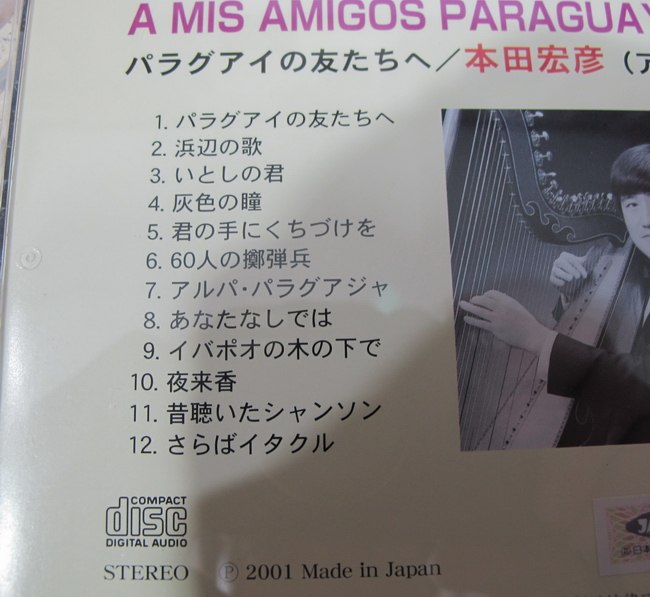 A MIS AMIGOS PARAGUAY
パラグアイの友たちへ／本田宏彦（ア
1. パラグアイの友たちへ
2. 浜辺の歌
3. いとしの君
4. 灰色の瞳
5. 君の手にくちづけを
6. 60人の擲弾兵
7. アルパ・パラグアジャ
8. あなたなしでは
9. イバポオの木の下で
10. 夜来香
11. 昔聴いたシャンソン
12. さらばイタクル
COMPACT
disc
DIGITAL AUDIO
STEREO Ⓟ 2001 Made in Japan